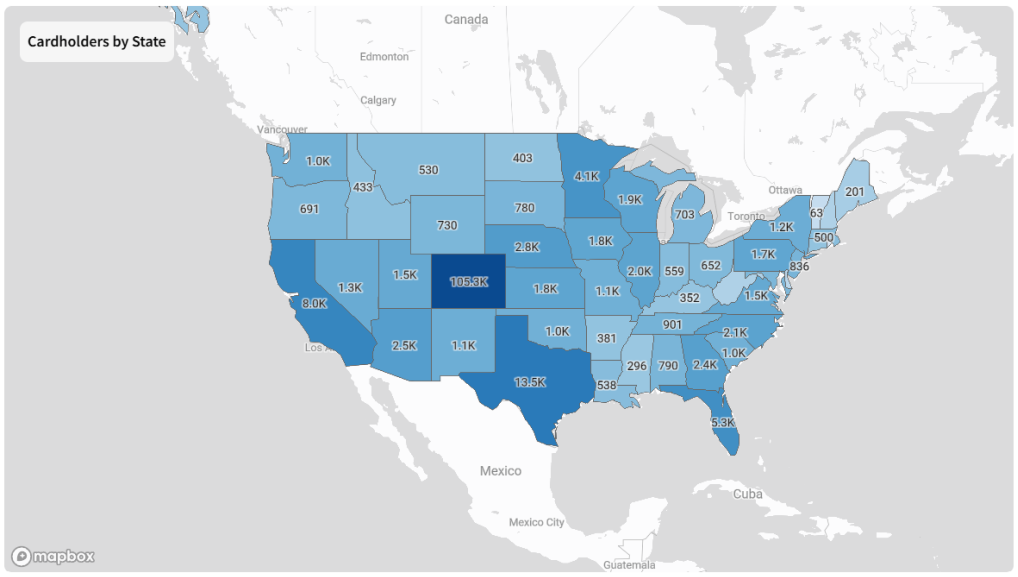 Canada
Cardholders by State
Edmonton
Calgary
Vancouver
1.0K
530
403
4.1K
433
1.9K
Ottawa
201
691
730
780
703
Toronto
63
1.2K
500
2.8K
1.8K
1.7K
1.5K
105.3K
2.0K
559
652
836
1.3K
1.8K
1.1K
352
1.5K
8.0K
901
2.5K
1.1K
1.0K
381
2.1K
Los A
1.0K
296
790
2.4K
13.5K
538
5.3K
Mexico
Cuba
Mexico City
mapbox
Guatemala